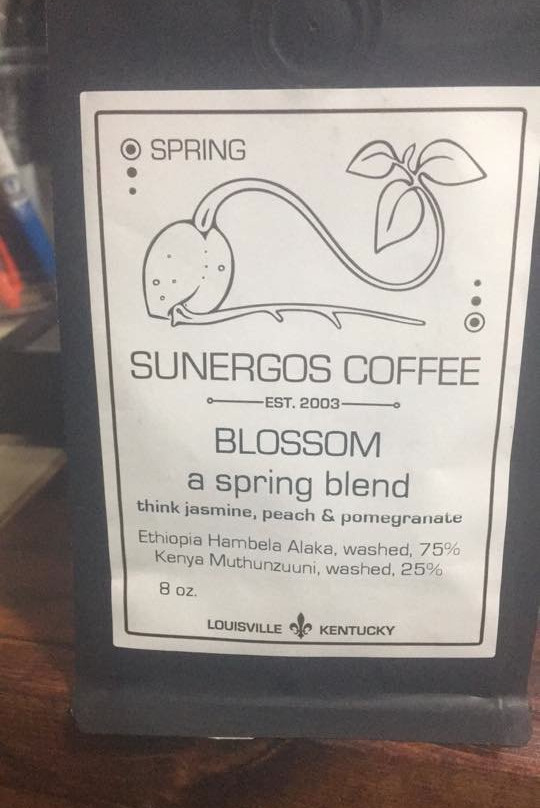 SPRING
SUNERGOS COFFEE
EST. 2003
BLOSSOM
a spring blend
think jasmine, peach & pomegranate
Ethiopia Hambela Alaka, washed, 75%
Kenya Muthunzuuni, washed, 25%
8 oz.
LOUISVILLE KENTUCKY